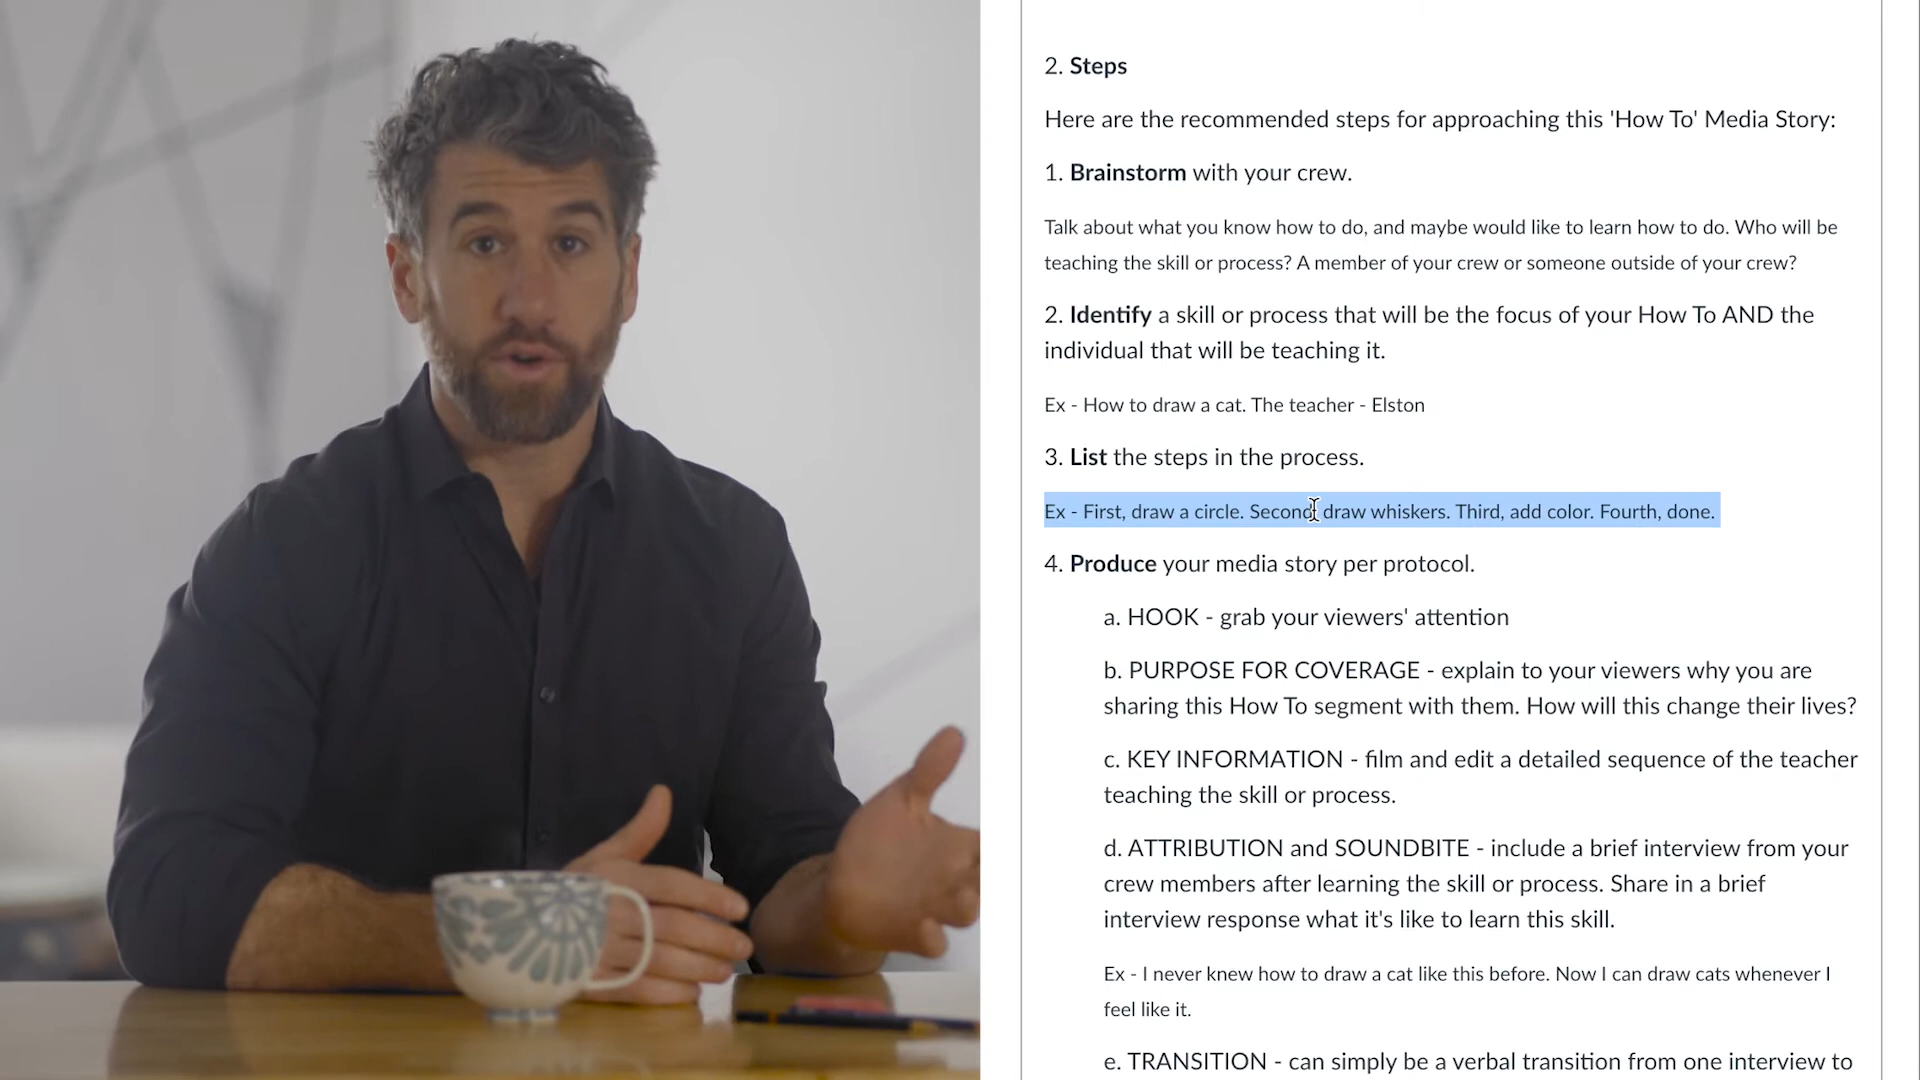 2. Steps
Here are the recommended steps for approaching this 'How To' Media Story:
1. Brainstorm with your crew.
Talk about what you know how to do, and maybe would like to learn how to do. Who will be
teaching the skill or process? A member of your crew or someone outside of your crew?
2. Identify a skill or process that will be the focus of your How To AND the
individual that will be teaching it.
Ex - How to draw a cat. The teacher - Elston
3. List the steps in the process.
Ex - First, draw a circle. Second, draw whiskers. Third, add color. Fourth, done.
4. Produce your media story per protocol.
a. HOOK - grab your viewers' attention
b. PURPOSE FOR COVERAGE - explain to your viewers why you are
sharing this How To segment with them. How will this change their lives?
c. KEY INFORMATION - film and edit a detailed sequence of the teacher
teaching the skill or process.
d. ATTRIBUTION and SOUNDBITE - include a brief interview from your
crew members after learning the skill or process. Share in a brief
interview response what it's like to learn this skill.
Ex - I never knew how to draw a cat like this before. Now I can draw cats whenever I
feel like it.
e. TRANSITION - can simply be a verbal transition from one interview to